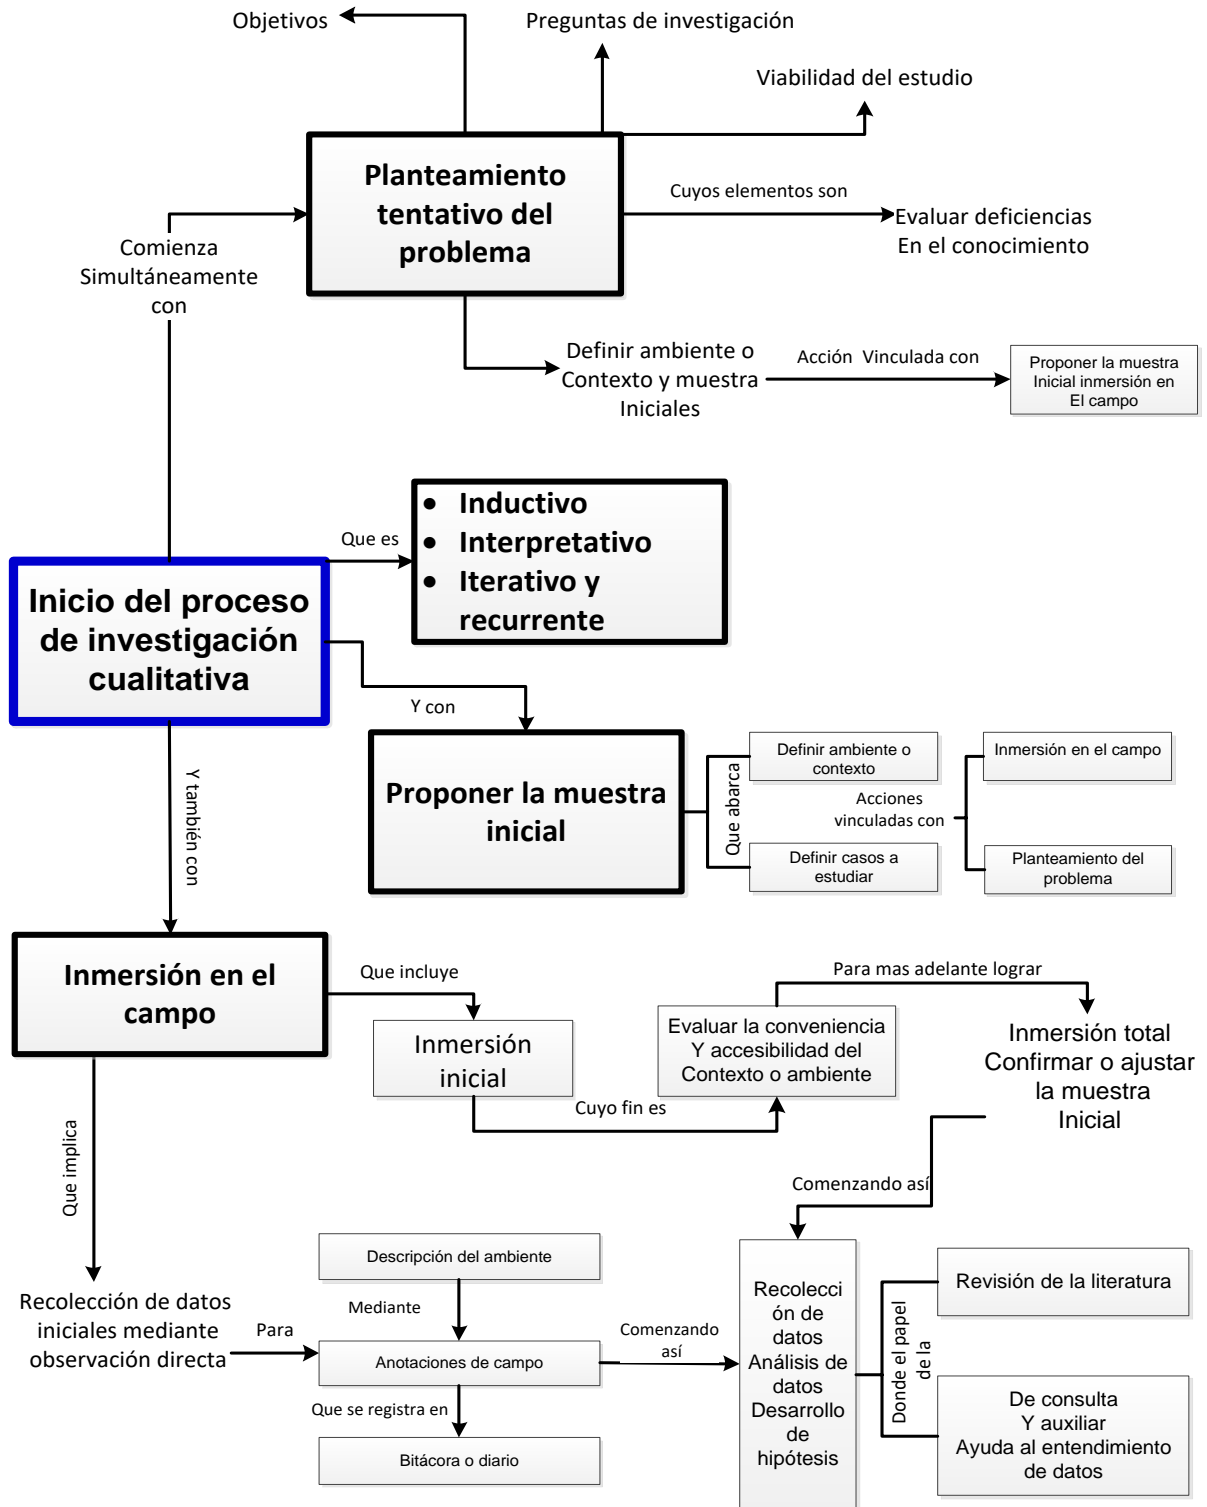 Objetivos
Preguntas de investigación
Viabilidad del estudio
Planteamiento
tentativo del
problema
Cuyos elementos son
Evaluar deficiencias
En el conocimiento
Comienza
Simultáneamente
con
Definir ambiente o
Contexto y muestra
Iniciales
Acción Vinculada con
Proponer la muestra
Inicial inmersión en
El campo
• Inductivo
• Interpretativo
• Iterativo y
recurrente
Que es
Inicio del proceso
de investigación
cualitativa
Y con
Proponer la muestra
inicial
Que abarca
Definir ambiente o
contexto
Definir casos a
estudiar
Acciones
vinculadas con
Inmersión en el campo
Planteamiento del
problema
Y también con
Inmersión en el
campo
Que incluye
Inmersión
inicial
Cuyo fin es
Evaluar la conveniencia
Y accesibilidad del
Contexto o ambiente
Para mas adelante lograr
Inmersión total
Confirmar o ajustar
la muestra
Inicial
Comenzando así
Que implica
Recolección de datos
iniciales mediante
observación directa
Para
Descripción del ambiente
Mediante
Anotaciones de campo
Que se registra en
Bitácora o diario
Comenzando
así
Recolecci
ón de
datos
Análisis de
datos
Desarrollo
de
hipótesis
Donde el papel
de la
Revisión de la literatura
De consulta
Y auxiliar
Ayuda al entendimiento
de datos